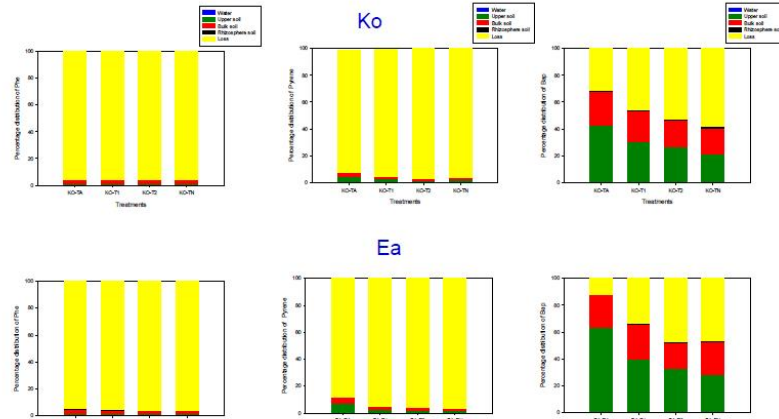 Ko
Water
Upper soil
Bulk soil
Rhizosphere soil
Loss
Water
Upper soil
Bulk soil
Rhizosphere soil
Loss
Water
Upper soil
Bulk soil
Rhizosphere soil
Loss
Percentage distribution of Phe
100
80
60
40
20
0
KO-TA KO-T1 KO-T2 KO-TN
Treatments
Percentage distribution of Pyrene
100
80
60
40
20
0
KO-TA KO-T1 KO-T2 KO-TN
Treatments
Percentage distribution of Bap
100
80
60
40
20
0
KO-TA KO-T1 KO-T2 KO-TN
Treatments
Ea
Percentage distribution of Phe
100
80
60
40
20
0
Percentage distribution of Pyrene
100
80
60
40
20
0
Percentage distribution of Bap
100
80
60
40
20
0